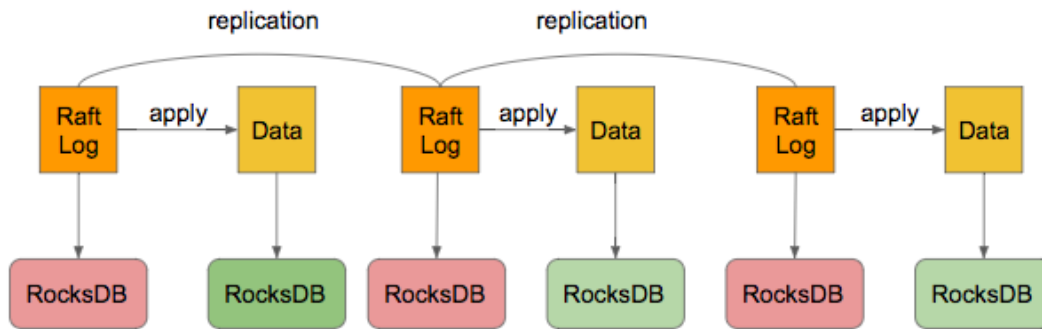 replication
replication
Raft
Log
apply
Data
Raft
Log
apply
Data
Raft
Log
apply
Data
RocksDB
RocksDB
RocksDB
RocksDB
RocksDB
RocksDB